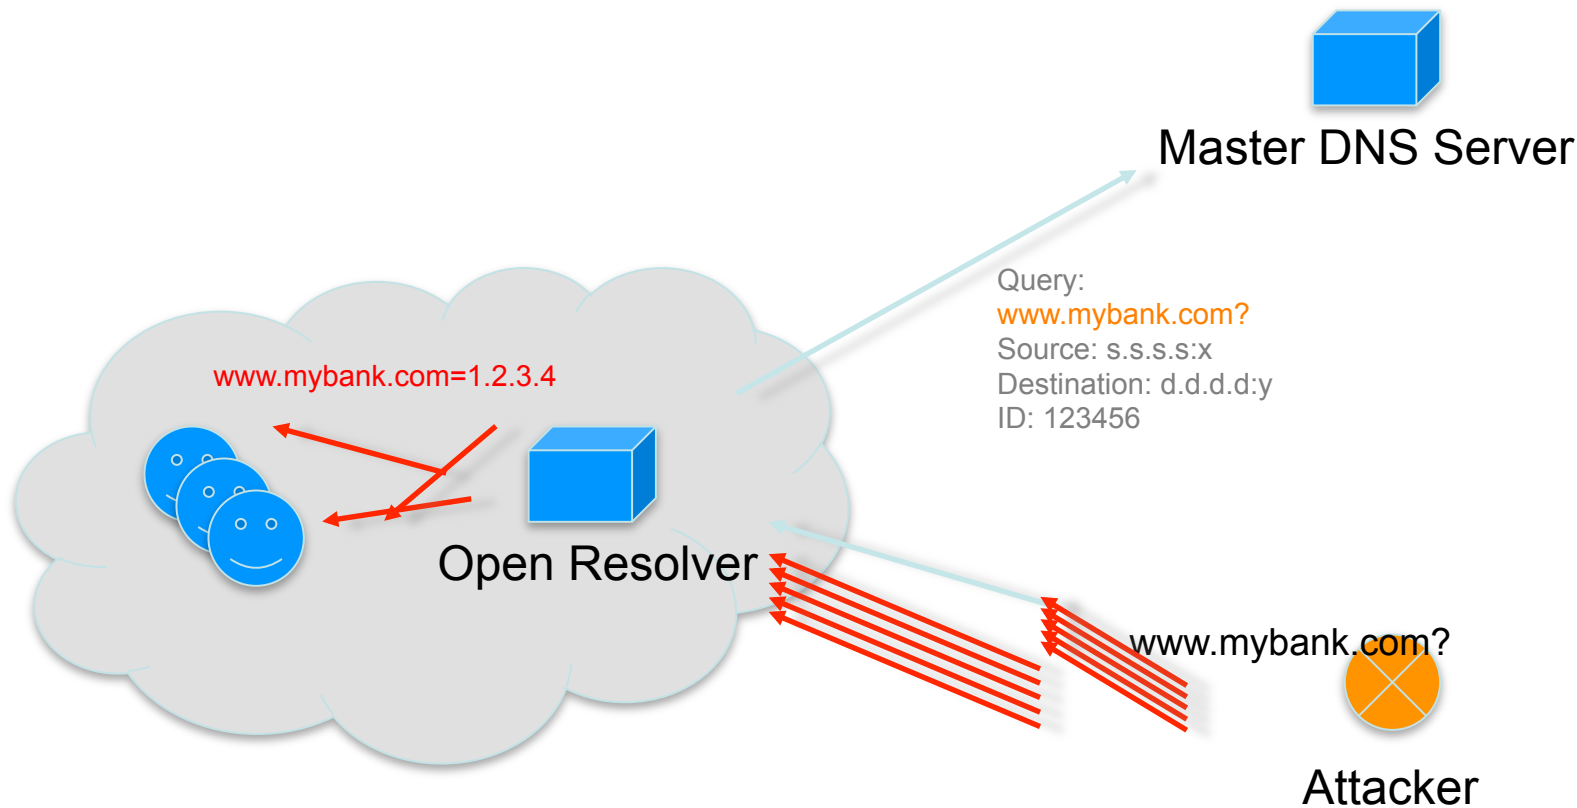 Master DNS Server
Query:
www.mybank.com?
Source: s.s.s.s:x
Destination: d.d.d.d:y
ID: 123456
www.mybank.com=1.2.3.4
Open Resolver
www.mybank.com?
Attacker